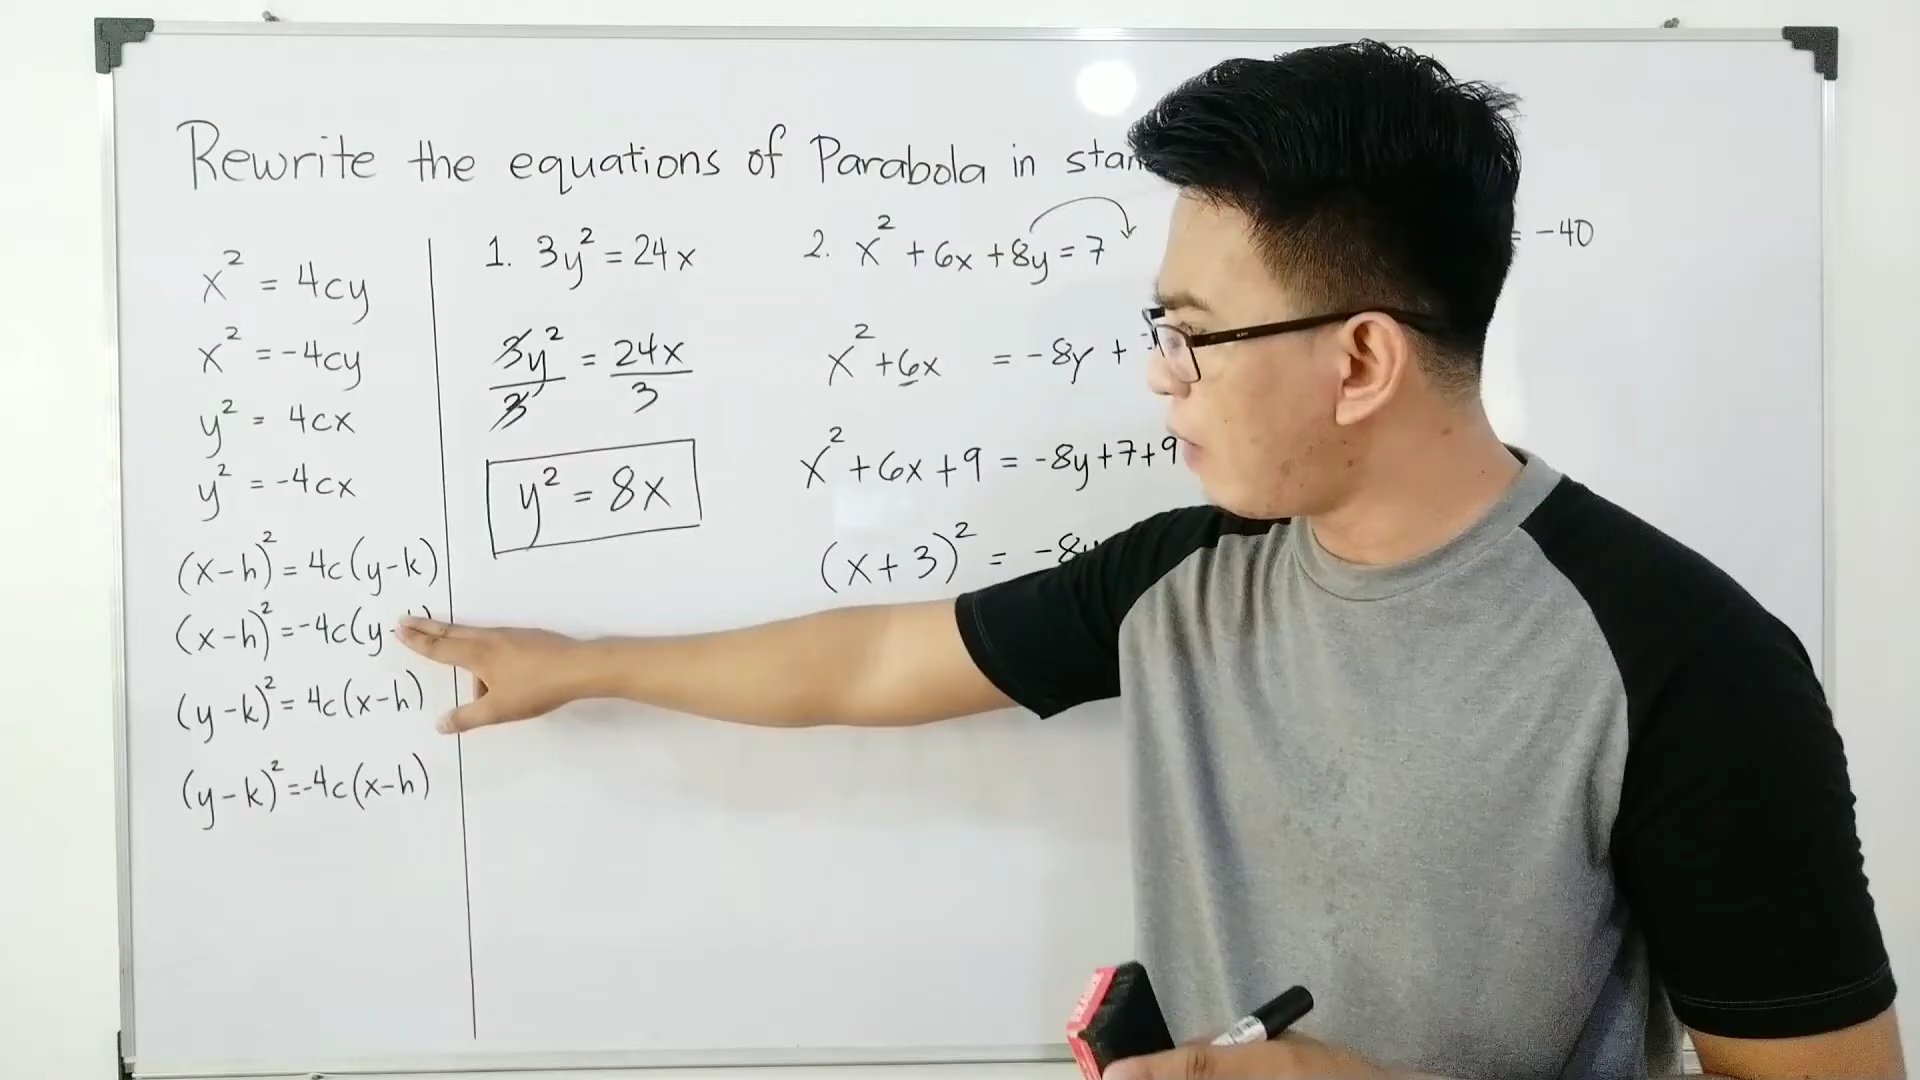 Rewrite the equations of Parabola in stan
x² = 4cy
x² = -4cy
y² = 4cx
y² = -4cx
(x-h)² = 4c(y-k)
(x-h)² = -4c(y-
(y-k)² = 4c(x-h)
(y-k)² = -4c(x-h)
1. 3y² = 24x
3y²/3 = 24x/3
y² = 8x
2. x² + 6x + 8y = 7
x² + 6x = -8y +
x² + 6x + 9 = -8y + 7 + 9
(x + 3)² = -8y
= -40